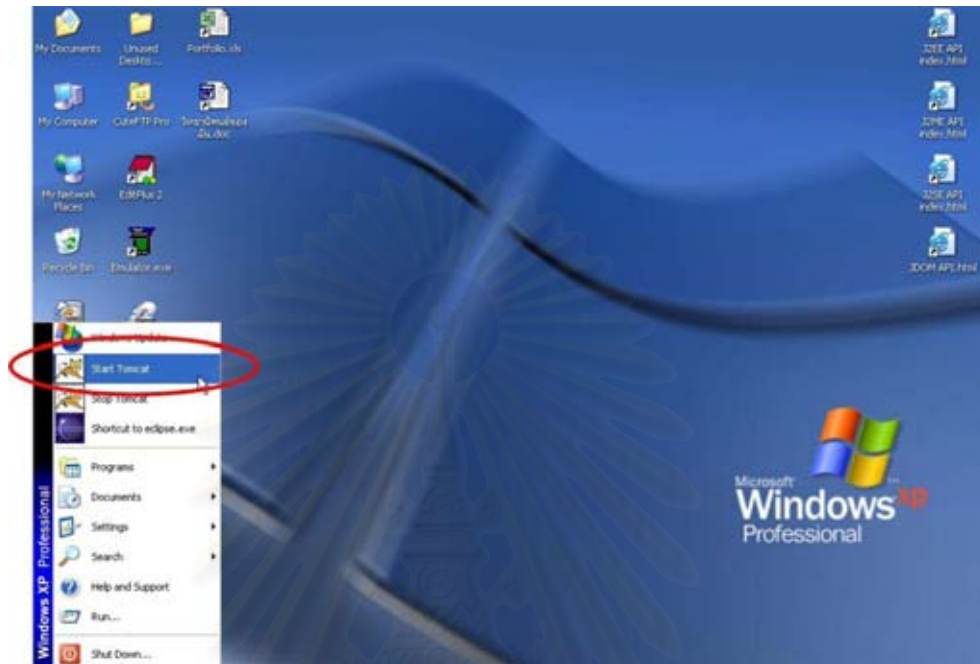 My Documents
Unused
Deskto...
Portfolio.xls
My Computer
CuteFTP Pro
My Network
Places
EditPlus 2
Recycle Bin
Emulator.exe
J2EE API
index.html
J2ME API
index.html
J2SE API
index.html
JDOM API.html
Windows Update
Start Tomcat
Stop Tomcat
Shortcut to eclipse.exe
Programs
Documents
Settings
Search
Help and Support
Run...
Shut Down...
Windows XP Professional
Microsoft
Windows xp
Professional